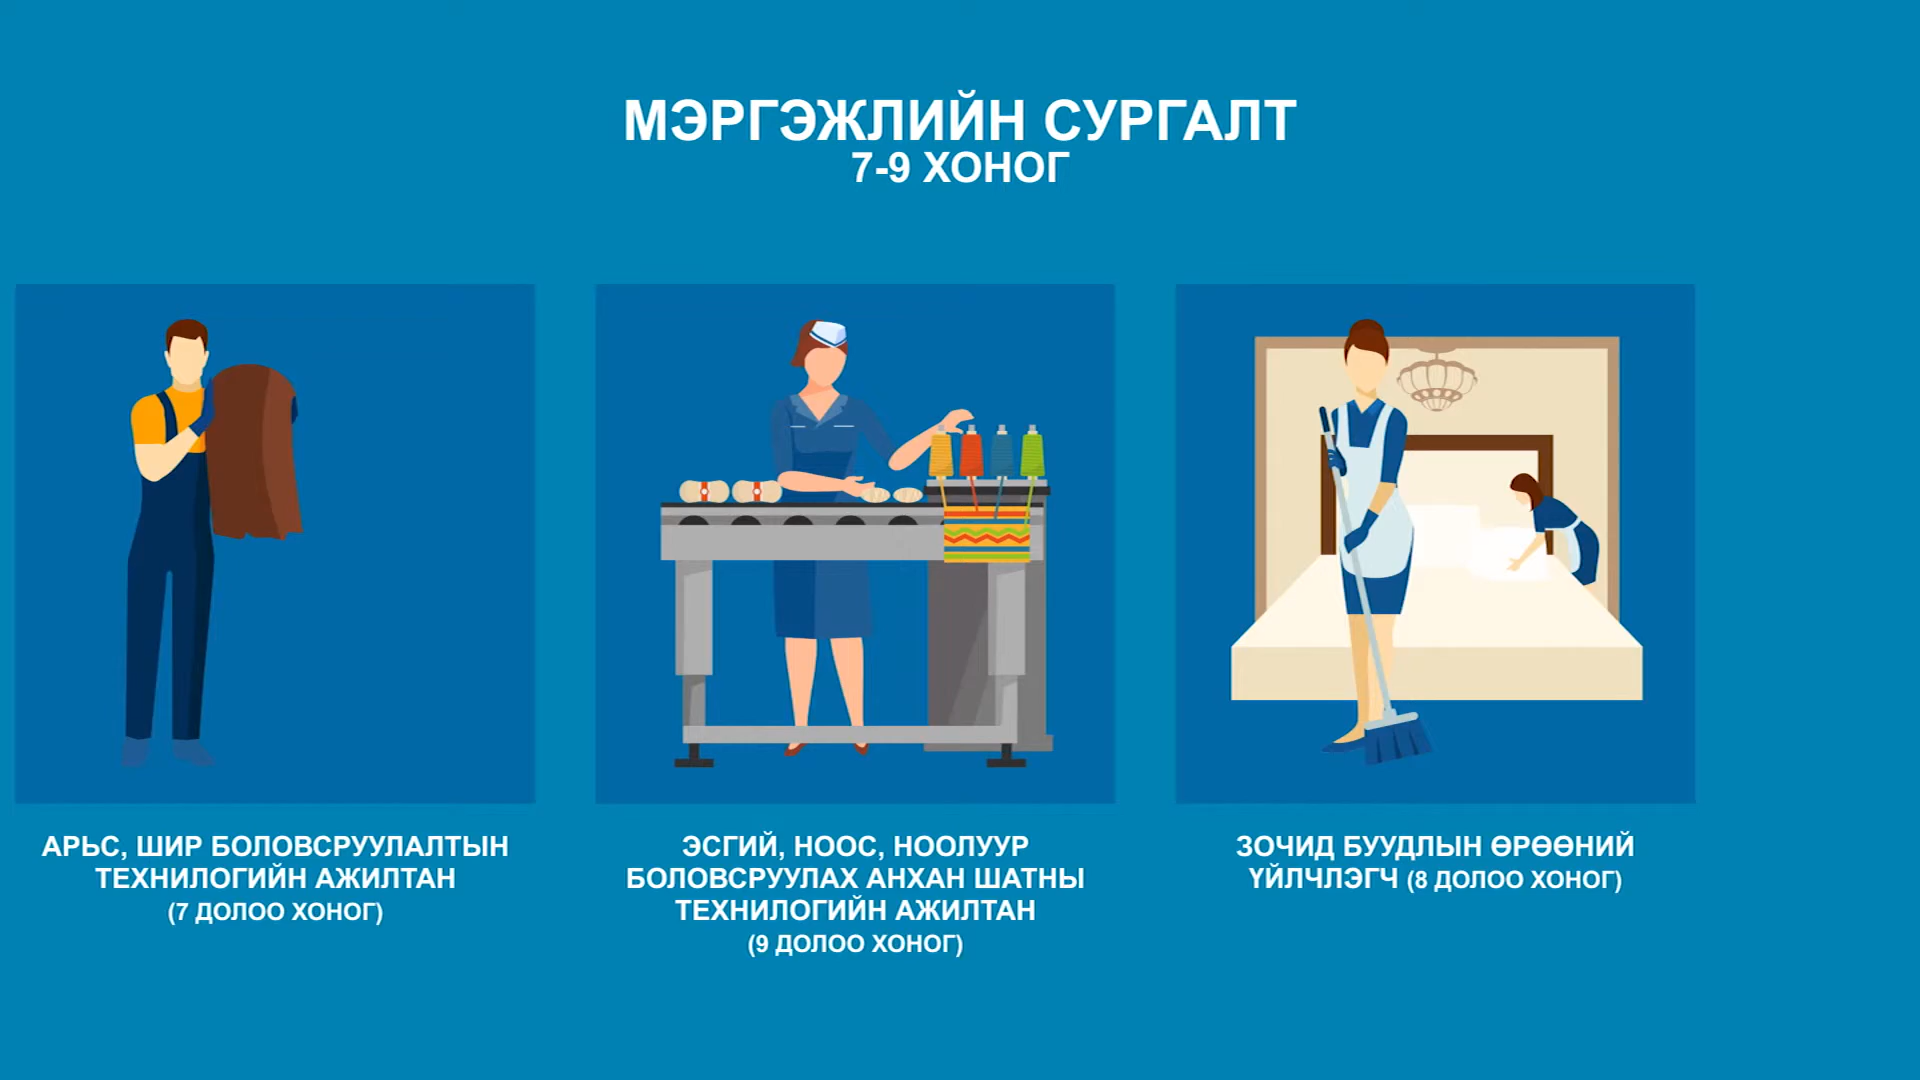 МЭРГЭЖЛИЙН СУРГАЛТ
7-9 ХОНОГ
АРЬС, ШИР БОЛОВСРУУЛАЛТЫН
ТЕХНИЛОГИЙН АЖИЛТАН
(7 ДОЛОО ХОНОГ)
ЭСГИЙ, НООС, НООЛУУР
БОЛОВСРУУЛАХ АНХАН ШАТНЫ
ТЕХНИЛОГИЙН АЖИЛТАН
(9 ДОЛОО ХОНОГ)
ЗОЧИД БУУДЛЫН ӨРӨӨНИЙ
ҮЙЛЧЛЭГЧ (8 ДОЛОО ХОНОГ)